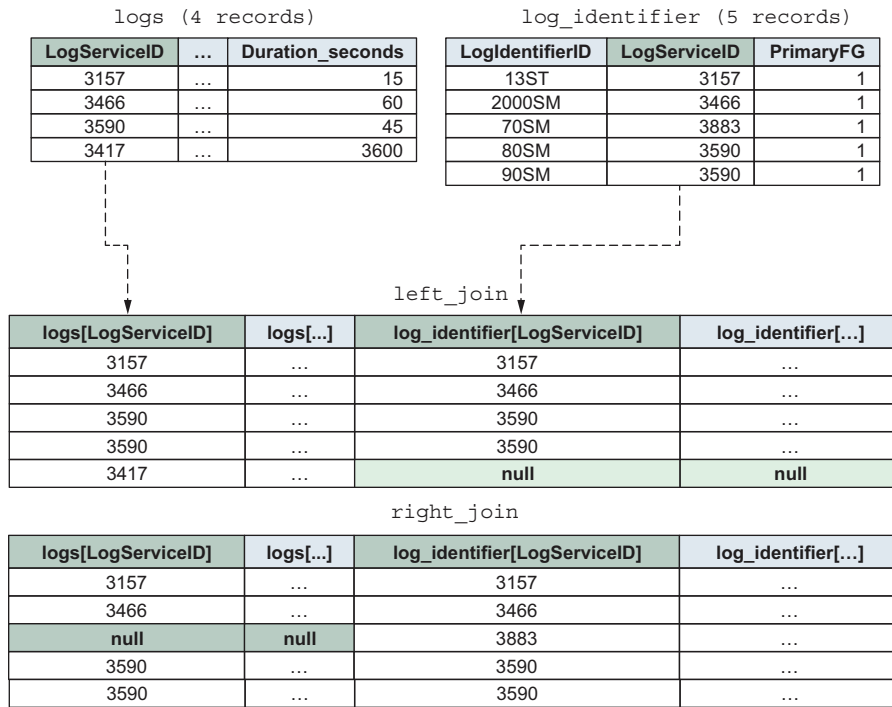 logs (4 records)
LogServiceID … Duration_seconds
3157 … 15
3466 … 60
3590 … 45
3417 … 3600
log_identifier (5 records)
LogIdentifierID LogServiceID PrimaryFG
13ST 3157 1
2000SM 3466 1
70SM 3883 1
80SM 3590 1
90SM 3590 1
left_join
logs[LogServiceID] logs[...] log_identifier[LogServiceID] log_identifier[…]
3157 … 3157 …
3466 … 3466 …
3590 … 3590 …
3590 … 3590 …
3417 … null null
right_join
logs[LogServiceID] logs[...] log_identifier[LogServiceID] log_identifier[…]
3157 … 3157 …
3466 … 3466 …
null null 3883 …
3590 … 3590 …
3590 … 3590 …